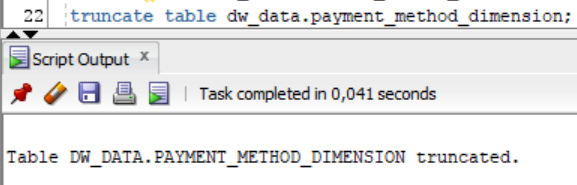 22 truncate table dw_data.payment_method_dimension;
Script Output x
Task completed in 0,041 seconds
Table DW_DATA.PAYMENT_METHOD_DIMENSION truncated.